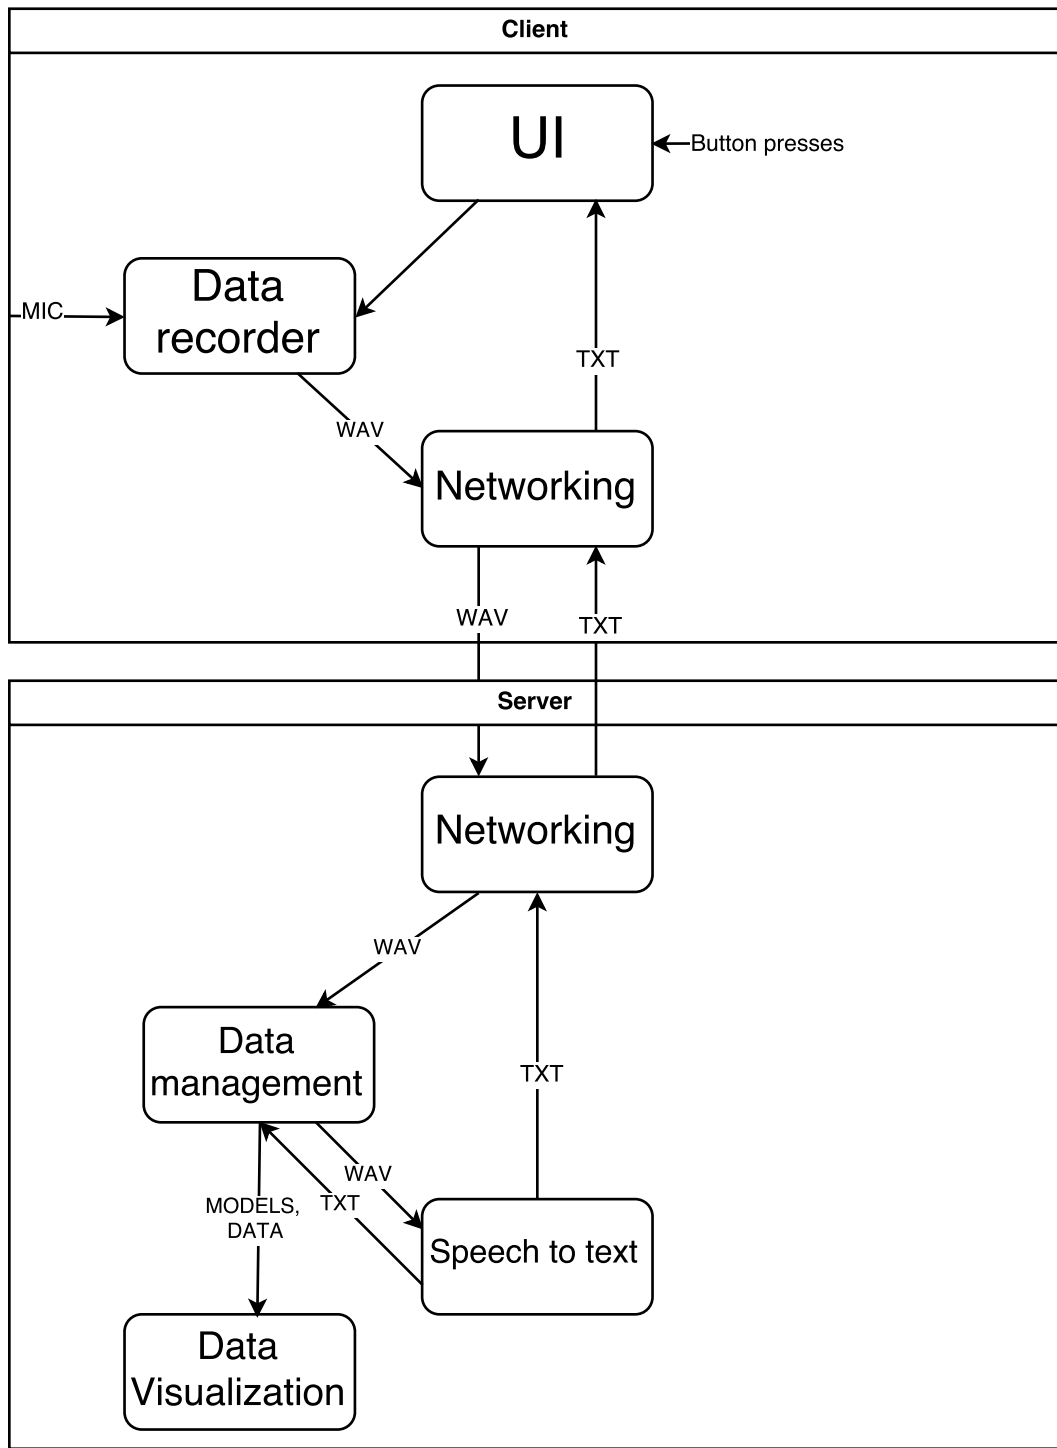 Client
UI
Button presses
Data
recorder
MIC
TXT
WAV
Networking
WAV
TXT
Server
Networking
WAV
Data
management
TXT
WAV
TXT
MODELS,
DATA
Speech to text
Data
Visualization